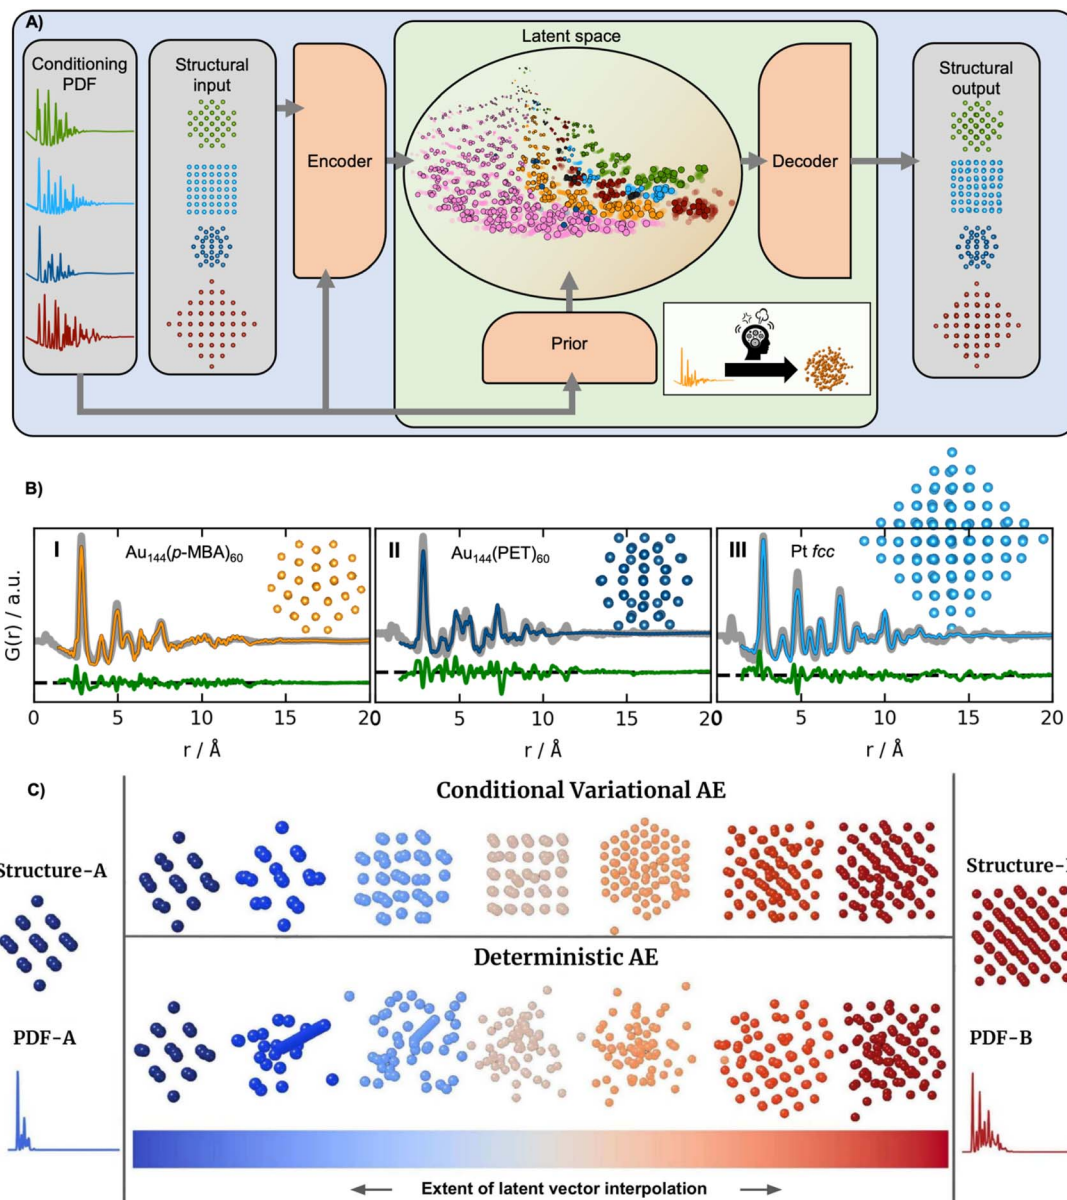 A)
Conditioning
PDF
Structural
input
Encoder
Latent space
Prior
Decoder
Structural
output
B)
G(r) / a.u.
I
Au144(p-MBA)60
II
Au144(PET)60
III
Pt fcc
0
5
10
15
20
5
10
15
0
5
10
15
20
r / Å
r / Å
r / Å
C)
Conditional Variational AE
Structure-A
PDF-A
Deterministic AE
Structure-
PDF-B
Extent of latent vector interpolation